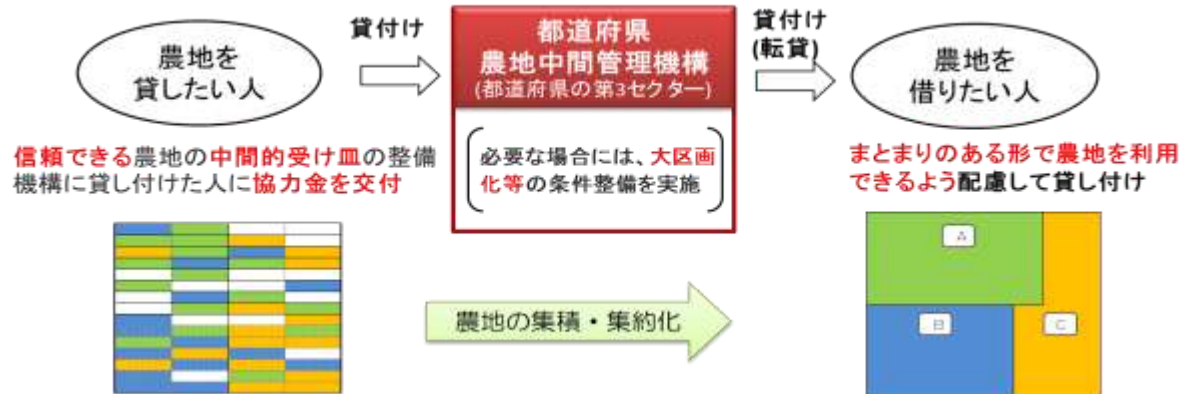 農地を
貸したい人
貸付け
都道府県
農地中間管理機構
(都道府県の第3セクター)
貸付け
(転貸)
農地を
借りたい人
信頼できる農地の中間的受け皿の整備
機構に貸し付けた人に協力金を交付
必要な場合には、大区画
化等の条件整備を実施
まとまりのある形で農地を利用
できるよう配慮して貸し付け
農地の集積・集約化
A
B
C